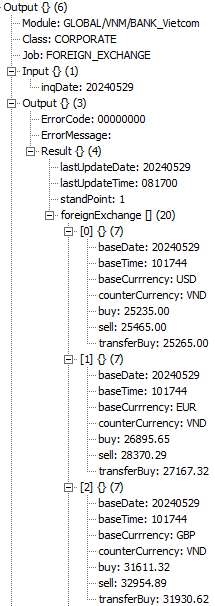 Output {} (6)
Module: GLOBAL/VNM/BANK_Vietcom
Class: CORPORATE
Job: FOREIGN_EXCHANGE
Input {} (1)
inqDate: 20240529
Output {} (3)
ErrorCode: 00000000
ErrorMessage:
Result {} (4)
lastUpdateDate: 20240529
lastUpdateTime: 081700
standPoint: 1
foreignExchange [] (20)
[0] {} (7)
baseDate: 20240529
baseTime: 101744
baseCurrrency: USD
counterCurrency: VND
buy: 25235.00
sell: 25465.00
transferBuy: 25265.00
[1] {} (7)
baseDate: 20240529
baseTime: 101744
baseCurrrency: EUR
counterCurrency: VND
buy: 26895.65
sell: 28370.29
transferBuy: 27167.32
[2] {} (7)
baseDate: 20240529
baseTime: 101744
baseCurrrency: GBP
counterCurrency: VND
buy: 31611.32
sell: 32954.89
transferBuy: 31930.62